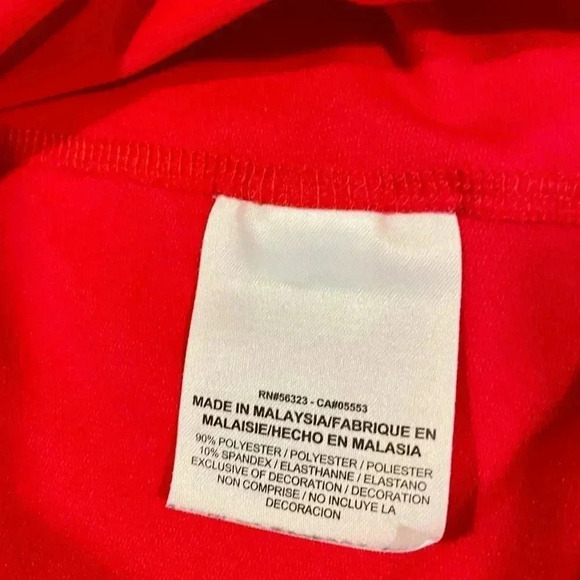 RN#56323 - CA#05553
MADE IN MALAYSIA/FABRIQUE EN
MALAISIE/HECHO EN MALASIA
90% POLYESTER / POLYESTER / POLIESTER
10% SPANDEX / ELASTHANNE / ELASTANO
EXCLUSIVE OF DECORATION / DECORATION
NON COMPRISE / NO INCLUYE LA
DECORACION